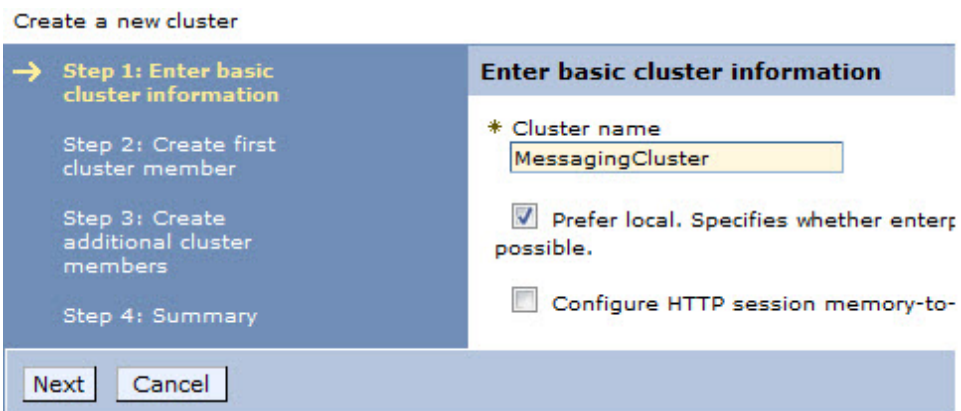 Create a new cluster
Step 1: Enter basic
cluster information
Step 2: Create first
cluster member
Step 3: Create
additional cluster
members
Step 4: Summary
Enter basic cluster information
* Cluster name
MessagingCluster
Prefer local. Specifies whether enterp
possible.
Configure HTTP session memory-to-
Next Cancel